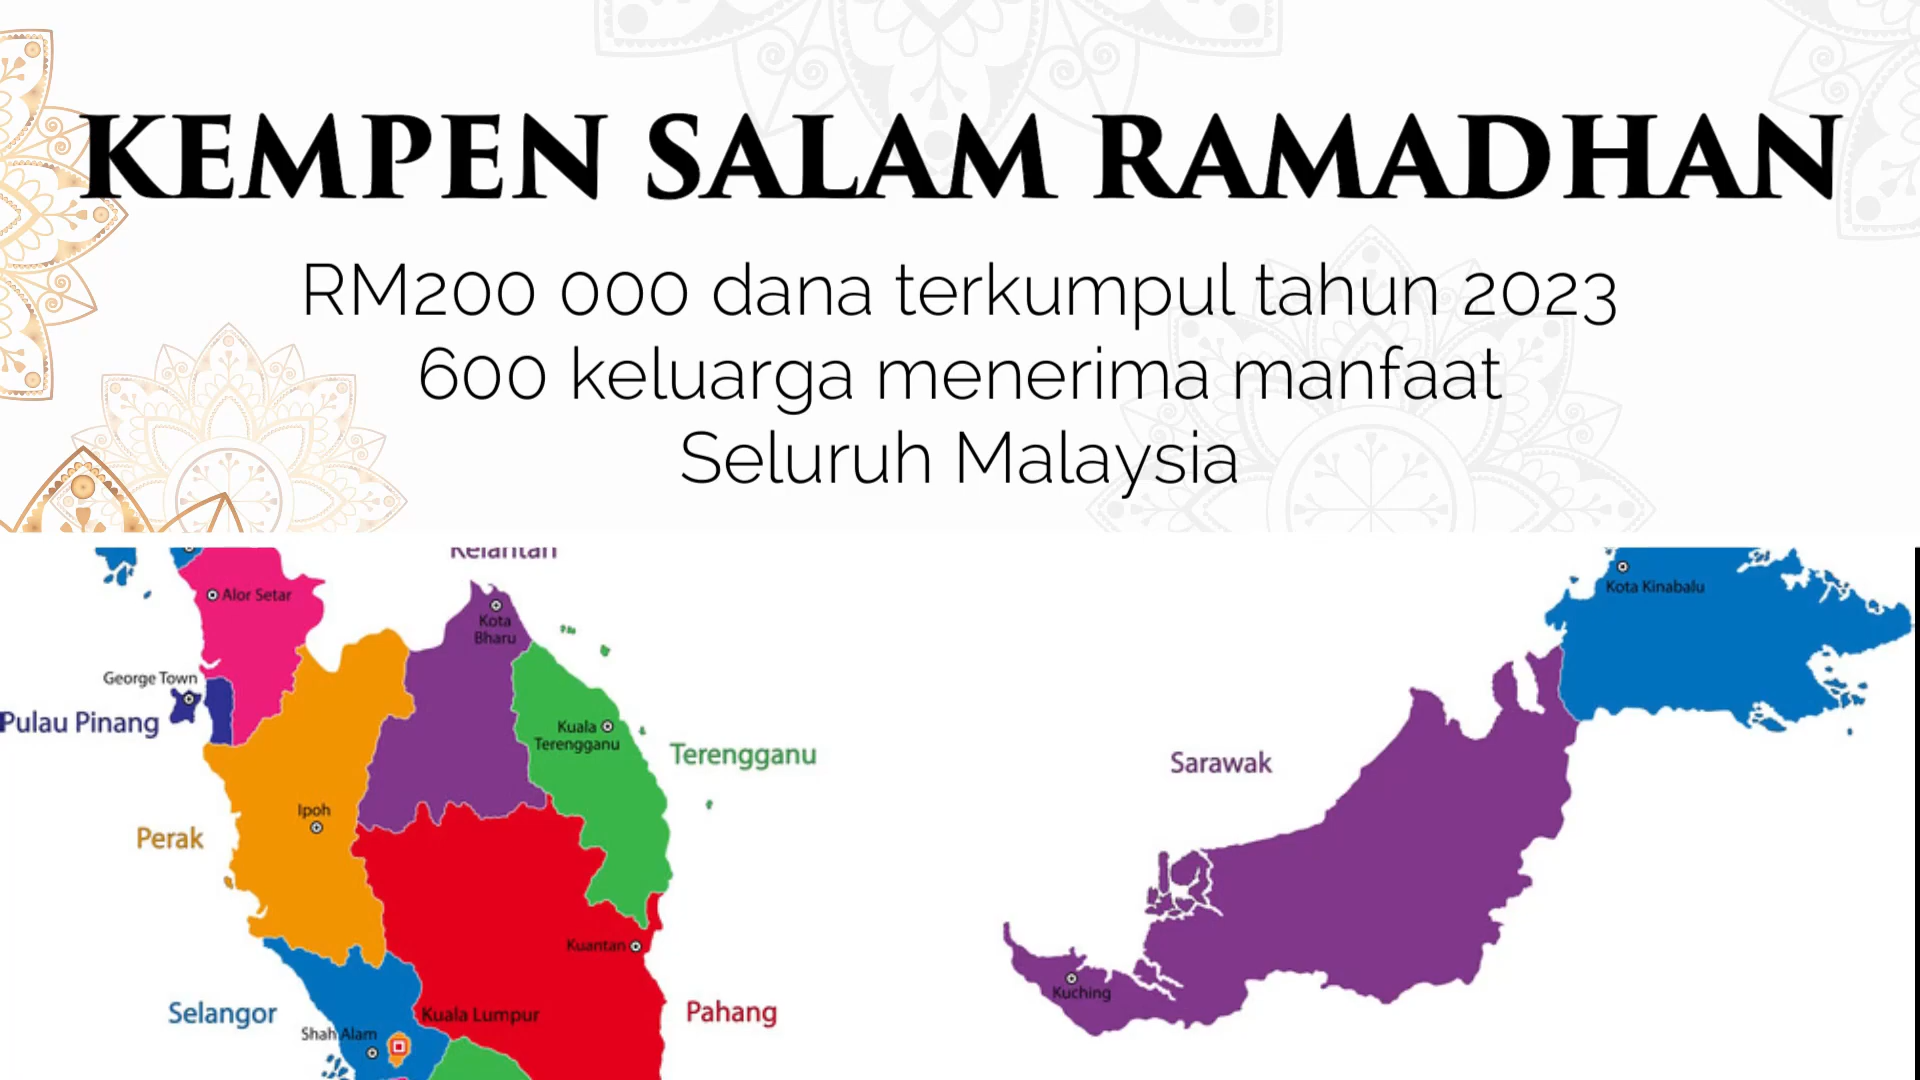 KEMPEN SALAM RAMADHAN
RM200 000 dana terkumpul tahun 2023
600 keluarga menerima manfaat
Seluruh Malaysia
Kelantan
Alor Setar
Kota Kinabalu
Kota
Bharu
George Town
Pulau Pinang
Kuala
Terengganu
Terengganu
Sarawak
Ipoh
Perak
Kuantan
Kuching
Selangor
Kuala Lumpur
Pahang
Shah Alam